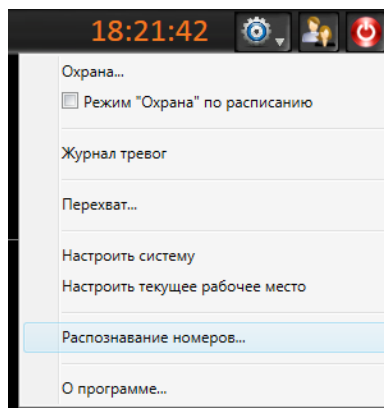 18:21:42
Охрана...
Режим "Охрана" по расписанию
Журнал тревог
Перехват...
Настроить систему
Настроить текущее рабочее место
Распознавание номеров...
О программе...